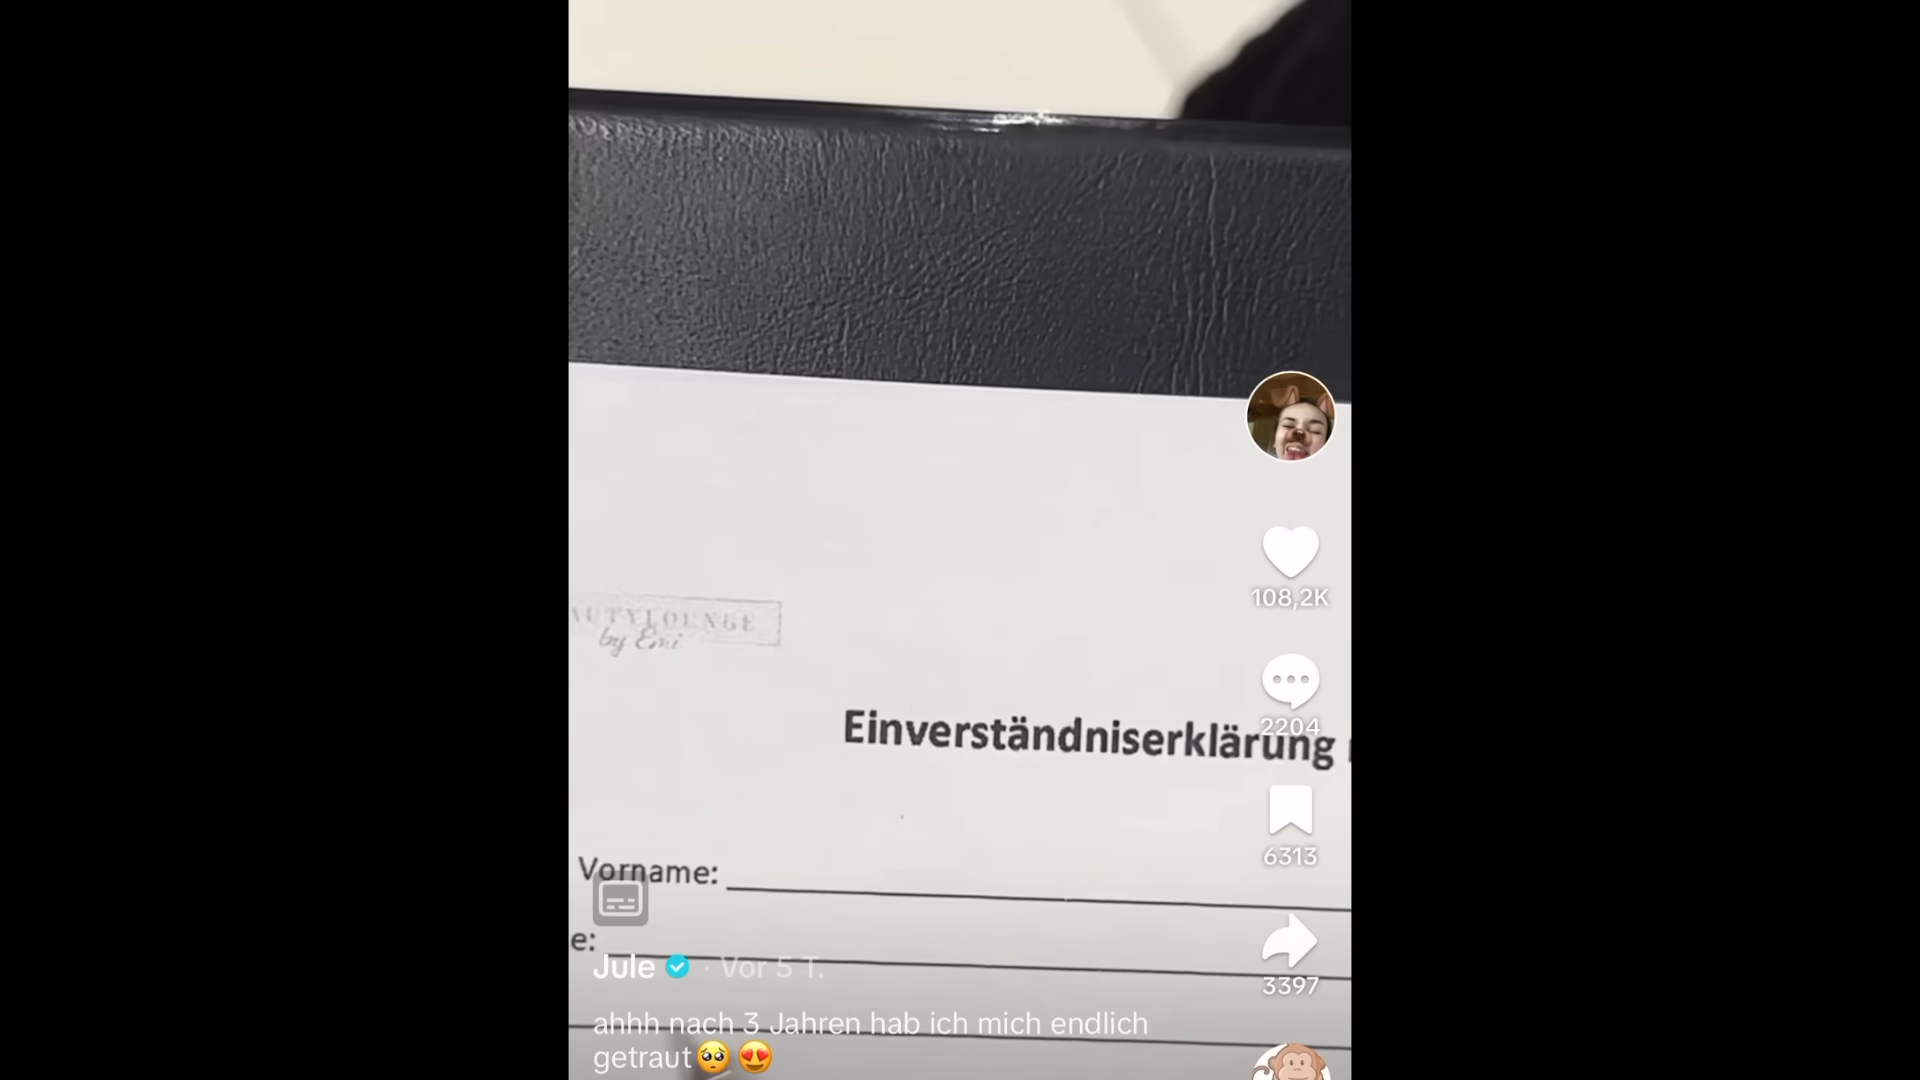 AUTYLOUNGE
by Emi
Einverständniserklärung
Vorname:
e:
108,2K
2204
6313
3397
Jule · Vor 5 T.
ahhh nach 3 Jahren hab ich mich endlich
getraut🥺😍